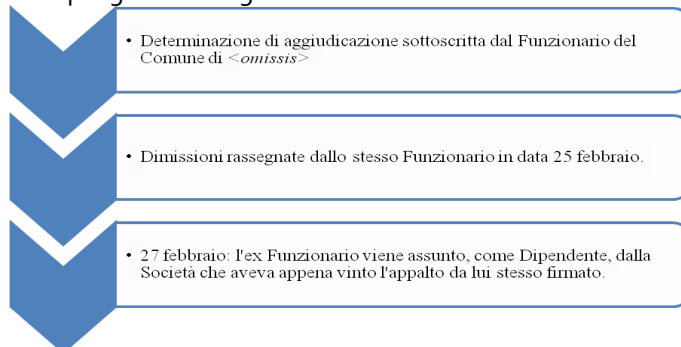 • Determinazione di aggiudicazione sottoscritta dal Funzionario del
Comune di <omissis>
• Dimissioni rassegnate dallo stesso Funzionario in data 25 febbraio.
• 27 febbraio: l'ex Funzionario viene assunto, come Dipendente, dalla
Società che aveva appena vinto l'appalto da lui stesso firmato.